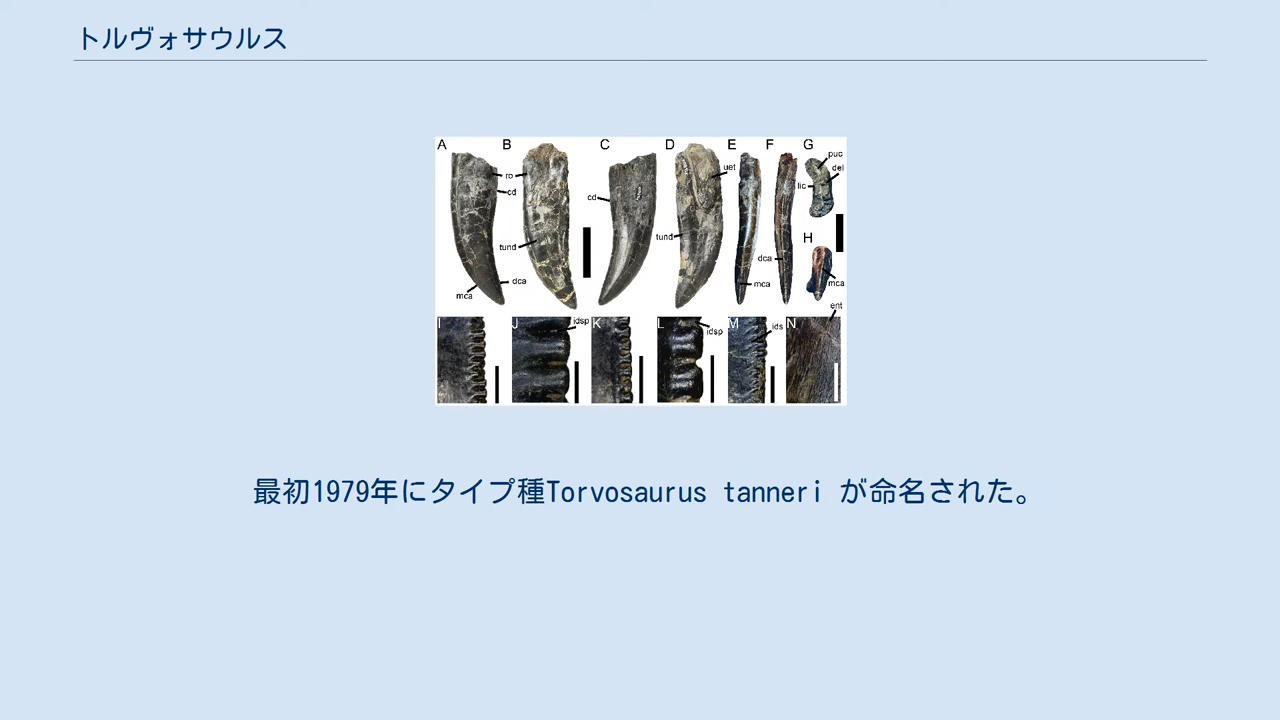 トルヴォサウルス
A B C D E F G
puc
ro del
uet
cd lic
cd
H
tund tund
dca
dca mca mca
mca
ent
I J K L M N
idsp idsp ids
最初1979年にタイプ種Torvosaurus tanneri が命名された。